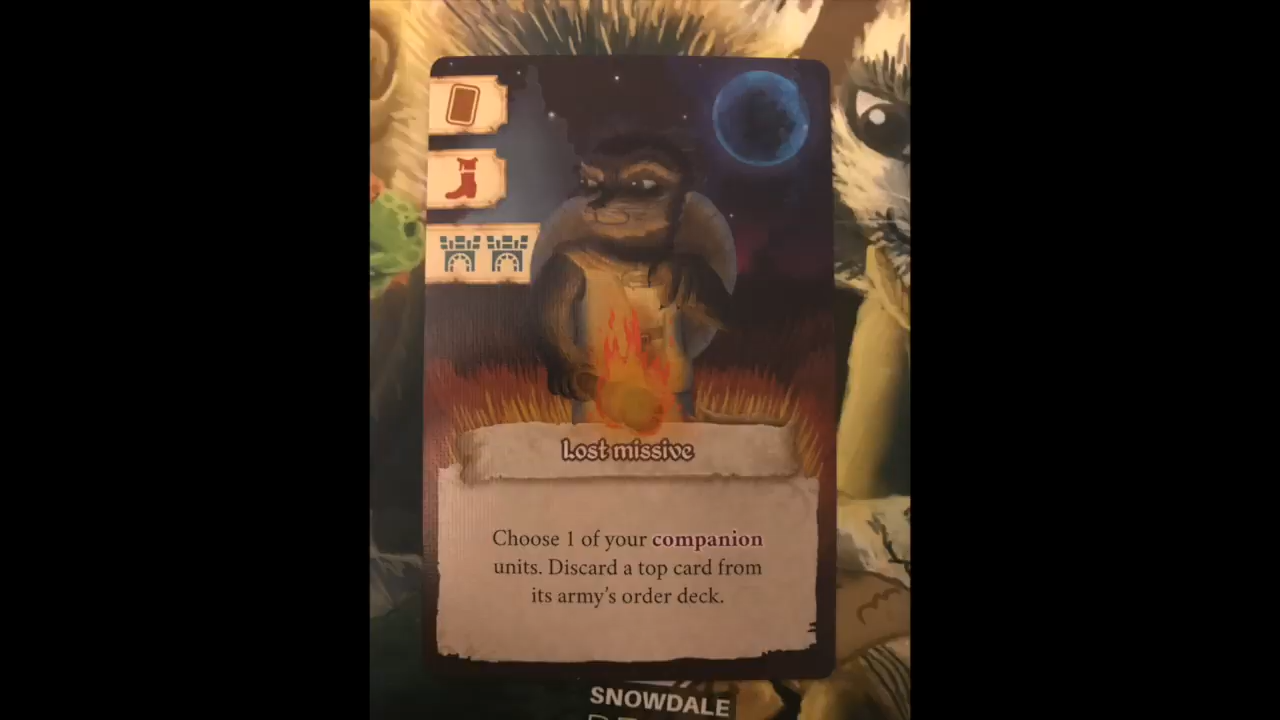 Lost missive
Choose 1 of your companion
units. Discard a top card from
its army's order deck.
SNOWDALE